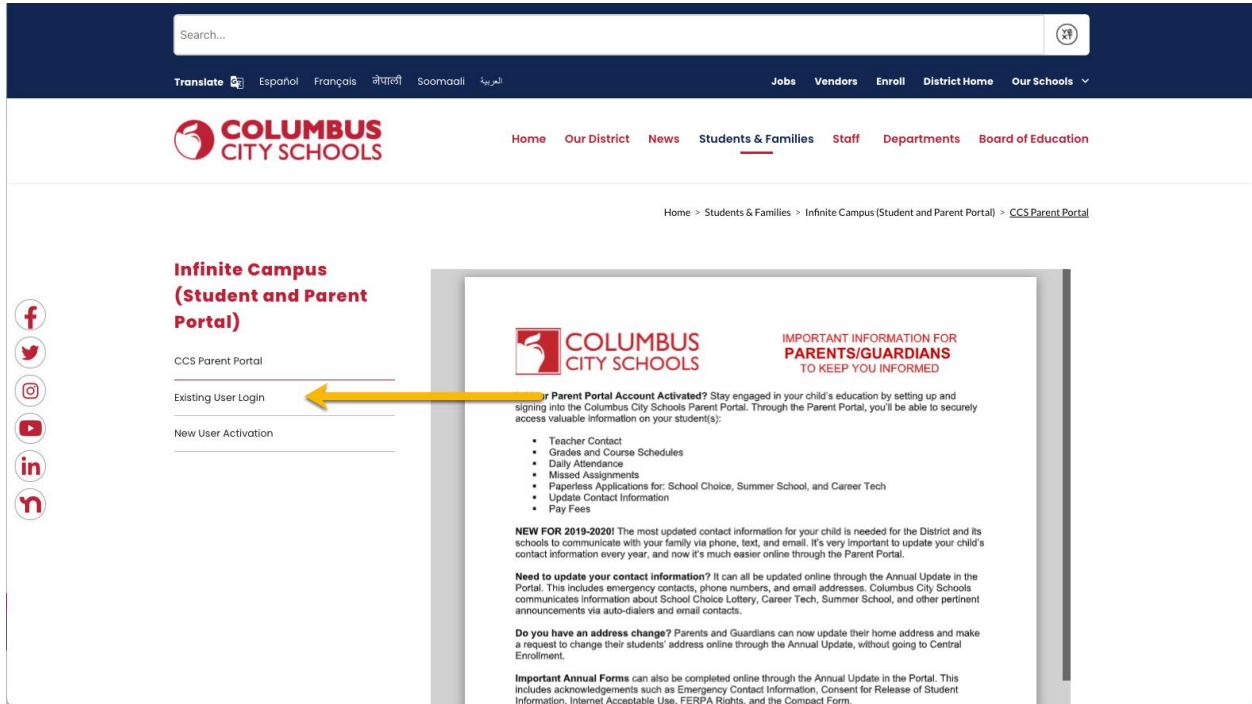 Search...
Translate Español Français नेपाली Soomaali العربية
Jobs Vendors Enroll District Home Our Schools
COLUMBUS
CITY SCHOOLS
Home Our District News Students & Families Staff Departments Board of Education
Home > Students & Families > Infinite Campus (Student and Parent Portal) > CCS Parent Portal
Infinite Campus
(Student and Parent
Portal)
CCS Parent Portal
Existing User Login
New User Activation
COLUMBUS
CITY SCHOOLS
IMPORTANT INFORMATION FOR
PARENTS/GUARDIANS
TO KEEP YOU INFORMED
Parent Portal Account Activated? Stay engaged in your child's education by setting up and
signing into the Columbus City Schools Parent Portal. Through the Parent Portal, you'll be able to securely
access valuable information on your student(s):
▪ Teacher Contact
▪ Grades and Course Schedules
▪ Daily Attendance
▪ Missed Assignments
▪ Paperless Applications for: School Choice, Summer School, and Career Tech
▪ Update Contact Information
▪ Pay Fees
NEW FOR 2019-2020! The most updated contact information for your child is needed for the District and its
schools to communicate with your family via phone, text, and email. It's very important to update your child's
contact information every year, and now it's much easier online through the Parent Portal.
Need to update your contact information? It can all be updated online through the Annual Update in the
Portal. This includes emergency contacts, phone numbers, and email addresses. Columbus City Schools
communicates information about School Choice Lottery, Career Tech, Summer School, and other pertinent
announcements via auto-dialers and email contacts.
Do you have an address change? Parents and Guardians can now update their home address and make
a request to change their students' address online through the Annual Update, without going to Central
Enrollment.
Important Annual Forms can also be completed online through the Annual Update in the Portal. This
includes acknowledgements such as Emergency Contact Information, Consent for Release of Student
Information, Internet Acceptable Use, FERPA Rights, and the Compact Form.